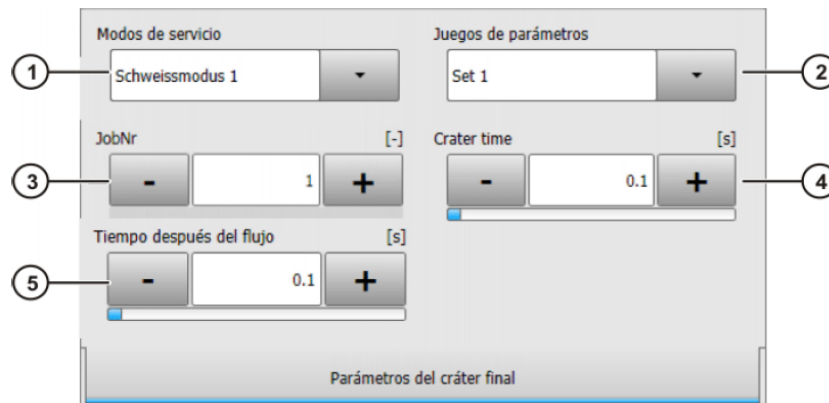 Modos de servicio
Juegos de parámetros
1
Schweissmodus 1
Set 1
2
JobNr [-]
Crater time [s]
3
- 1 +
- 0.1 +
4
Tiempo después del flujo [s]
5
- 0.1 +
Parámetros del cráter final